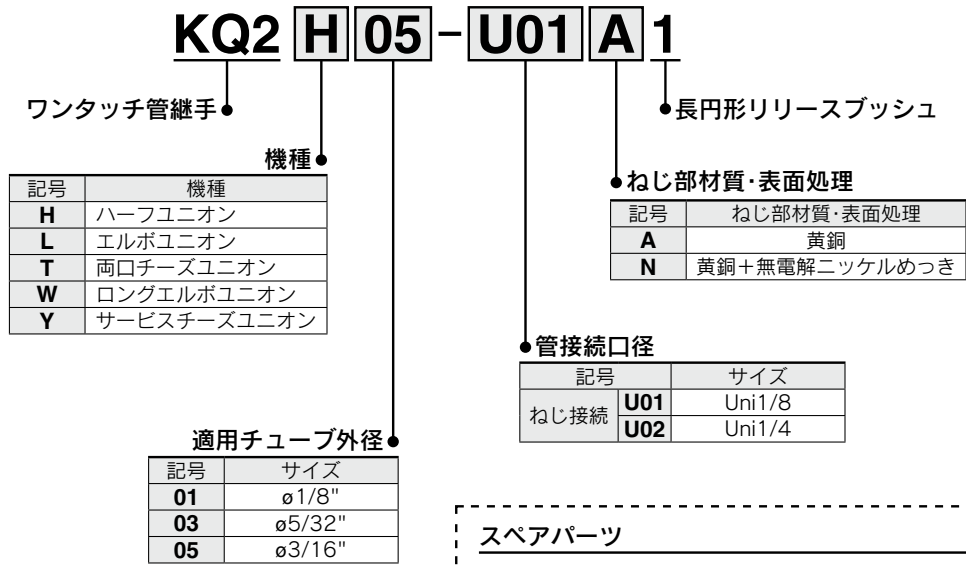 KQ2 H 05 - U01 A 1
ワンタッチ管継手
長円形リリースブッシュ
機種
記号 機種
H ハーフユニオン
L エルボユニオン
T 両口チーズユニオン
W ロングエルボユニオン
Y サービスチーズユニオン
ねじ部材質・表面処理
記号 ねじ部材質・表面処理
A 黄銅
N 黄銅＋無電解ニッケルめっき
管接続口径
記号 サイズ
ねじ接続 U01 Uni1/8
U02 Uni1/4
適用チューブ外径
記号 サイズ
01 ø1/8"
03 ø5/32"
05 ø3/16"
スペアパーツ